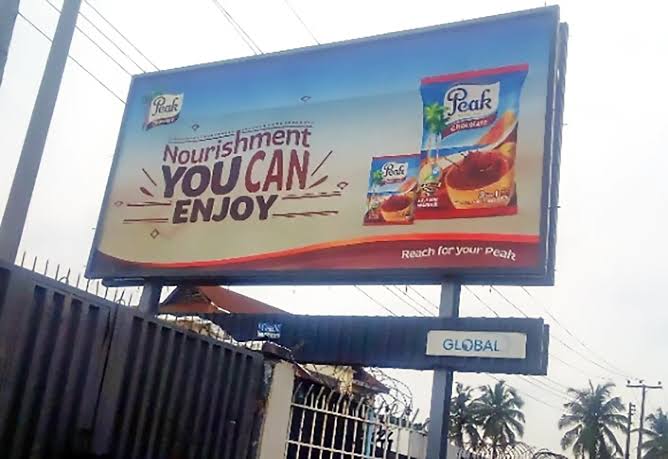 Peak
Nourishment
YOU CAN
ENJOY
Peak
Chocolate
Peak
Reach for your Peak
GLOBAL